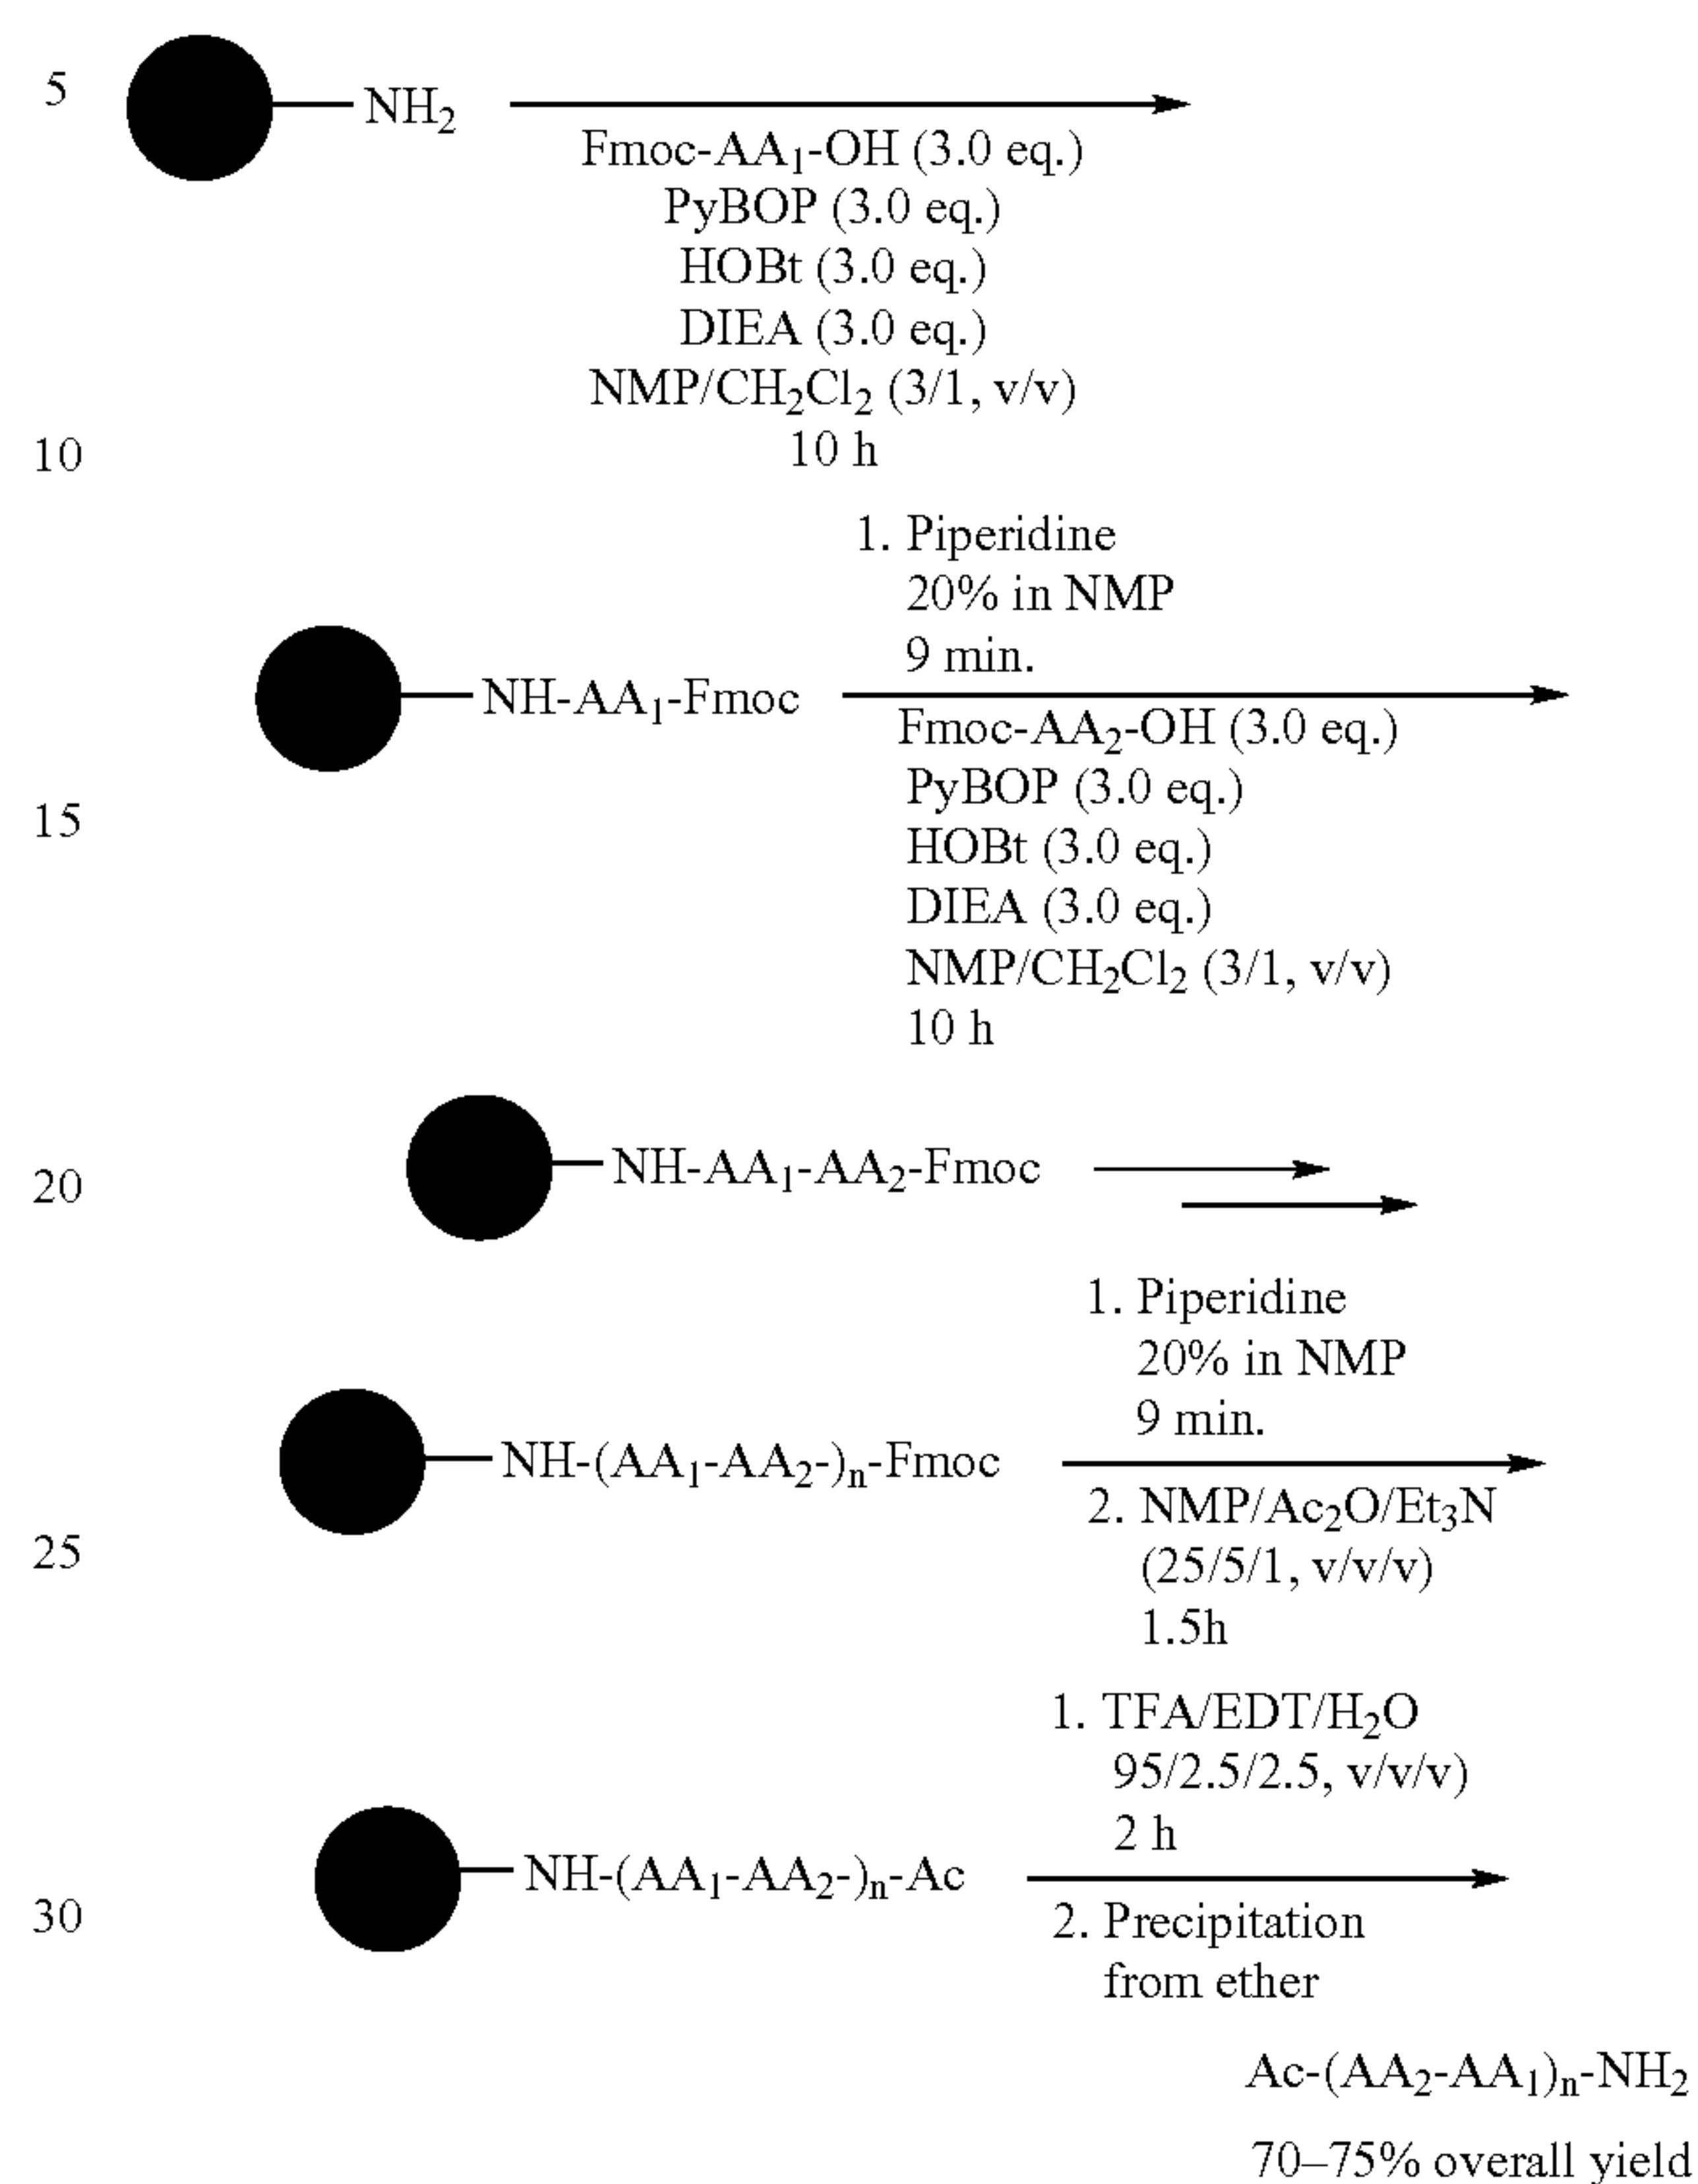 5
NH2
Fmoc-AA1-OH (3.0 eq.)
PyBOP (3.0 eq.)
HOBt (3.0 eq.)
DIEA (3.0 eq.)
NMP/CH2Cl2 (3/1, v/v)
10
10 h
1. Piperidine
20% in NMP
9 min.
NH-AA1-Fmoc
Fmoc-AA2-OH (3.0 eq.)
PyBOP (3.0 eq.)
15
HOBt (3.0 eq.)
DIEA (3.0 eq.)
NMP/CH2Cl2 (3/1, v/v)
10 h
20
NH-AA1-AA2-Fmoc
1. Piperidine
20% in NMP
9 min.
NH-(AA1-AA2-)n-Fmoc
2. NMP/Ac2O/Et3N
25
(25/5/1, v/v/v)
1.5h
1. TFA/EDT/H2O
95/2.5/2.5, v/v/v)
2 h
NH-(AA1-AA2-)n-Ac
30
2. Precipitation
from ether
Ac-(AA2-AA1)n-NH2
70–75% overall yield